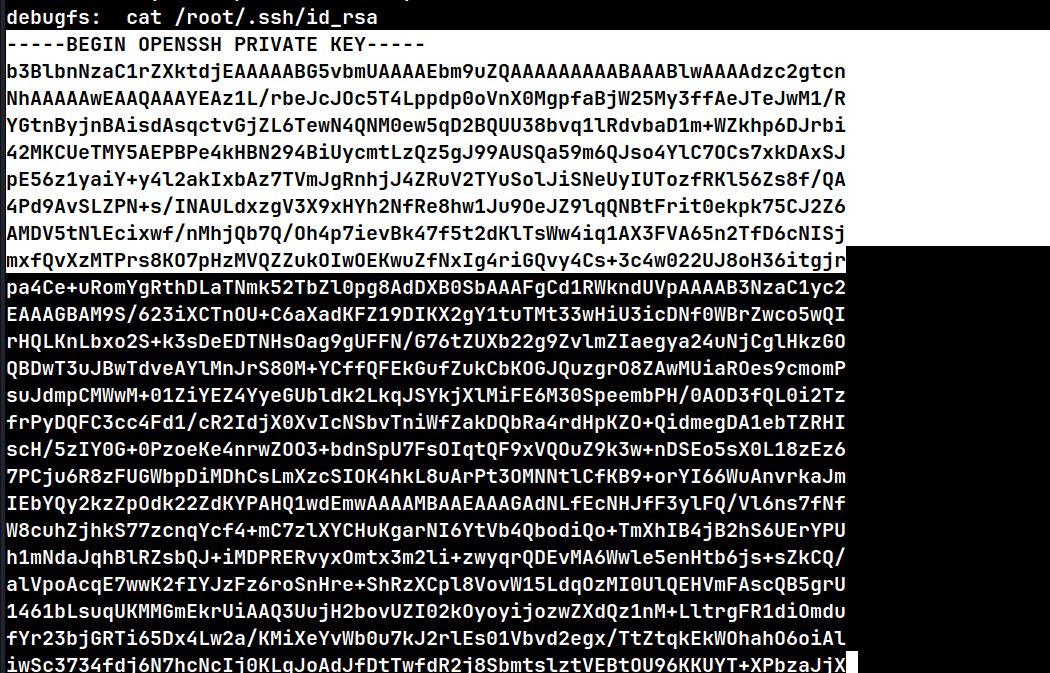 debugfs:  cat /root/.ssh/id_rsa
-----BEGIN OPENSSH PRIVATE KEY-----
b3BlbnNzaC1rZXktdjEAAAAABG5vbmUAAAAEbm9uZQAAAAAAAAABAAABlwAAAAdzc2gtcn
NhAAAAAwEAAQAAAYEAz1L/rbeJcJOc5T4Lppdp0oVnX0MgpfaBjW25My3ffAeJTeJwM1/R
YGtnByjnBAisdAsqctvGjZL6TewN4QNM0ew5qD2BQUU38bvq1lRdvbaD1m+WZkhp6DJrbi
42MKCUeTMY5AEPBPe4kHBN294BiUycmtLzQz5gJ99AUSQa59m6QJso4YlC7OCs7xkDAxSJ
pE56z1yaiY+y4l2akIxbAz7TVmJgRnhjJ4ZRuV2TYuSolJiSNeUyIUTozfRKl56Zs8f/QA
4Pd9AvSLZPN+s/INAULdxzgV3X9xHYh2NfRe8hw1Ju9OeJZ9lqQNBtFrit0ekpk75CJ2Z6
AMDV5tNlEcixwf/nMhjQb7Q/Oh4p7ievBk47f5t2dKlTsWw4iq1AX3FVA65n2TfD6cNISj
mxfQvXzMTPrs8KO7pHzMVQZZukOIwOEKwuZfNxIg4riGQvy4Cs+3c4w022UJ8oH36itgjr
pa4Ce+uRomYgRthDLaTNmk52TbZl0pg8AdDXB0SbAAAFgCd1RWkndUVpAAAAB3NzaC1yc2
EAAAGBAM9S/623iXCTnOU+C6aXadKFZ19DIKX2gY1tuTMt33wHiU3icDNf0WBrZwco5wQI
rHQLKnLbxo2S+k3sDeEDTNHsOag9gUFFN/G76tZUXb22g9ZvlmZIaegya24uNjCglHkzGO
QBDwT3uJBwTdveAYlMnJrS80M+YCffQFEkGufZukCbKOGJQuzgrO8ZAwMUiaROes9cmomP
suJdmpCMWwM+01ZiYEZ4YyeGUbldk2LkqJSYkjXlMiFE6M30SpeembPH/0AOD3fQL0i2Tz
frPyDQFC3cc4Fd1/cR2IdjX0XvIcNSbvTniWfZakDQbRa4rdHpKZO+QidmegDA1ebTZRHI
scH/5zIY0G+0PzoeKe4nrwZOO3+bdnSpU7FsOIqtQF9xVQOuZ9k3w+nDSEo5sX0L18zEz6
7PCju6R8zFUGWbpDiMDhCsLmXzcSIOK4hkL8uArPt3OMNNtlCfKB9+orYI66WuAnvrkaJm
IEbYQy2kzZpOdk22ZdKYPAHQ1wdEmwAAAAMBAAEAAAGAdNLfEcNHJfF3ylFQ/Vl6ns7fNf
W8cuhZjhkS77zcnqYcf4+mC7zlXYCHuKgarNI6YtVb4QbodiQo+TmXhIB4jB2hS6UErYPU
h1mNdaJqhBlRZsbQJ+iMDPRERvyxOmtx3m2li+zwyqrQDEvMA6Wwle5enHtb6js+sZkCQ/
alVpoAcqE7wwK2fIYJzFz6roSnHre+ShRzXCpl8VovW15LdqOzMI0UlQEHVmFAscQB5grU
1461bLsuqUKMMGmEkrUiAAQ3UujH2bovUZI02kOyoyijozwZXdQz1nM+LltrgFR1diOmdu
fYr23bjGRTi65Dx4Lw2a/KMiXeYvWb0u7kJ2rlEs01Vbvd2egx/TtZtqkEkWOhahO6oiAl
iwSc3734fdj6N7hcNcIj0KLgJoAdJfDtTwfdR2j8SbmtslztVEBtOU96KKUYT+XPbzaJjX